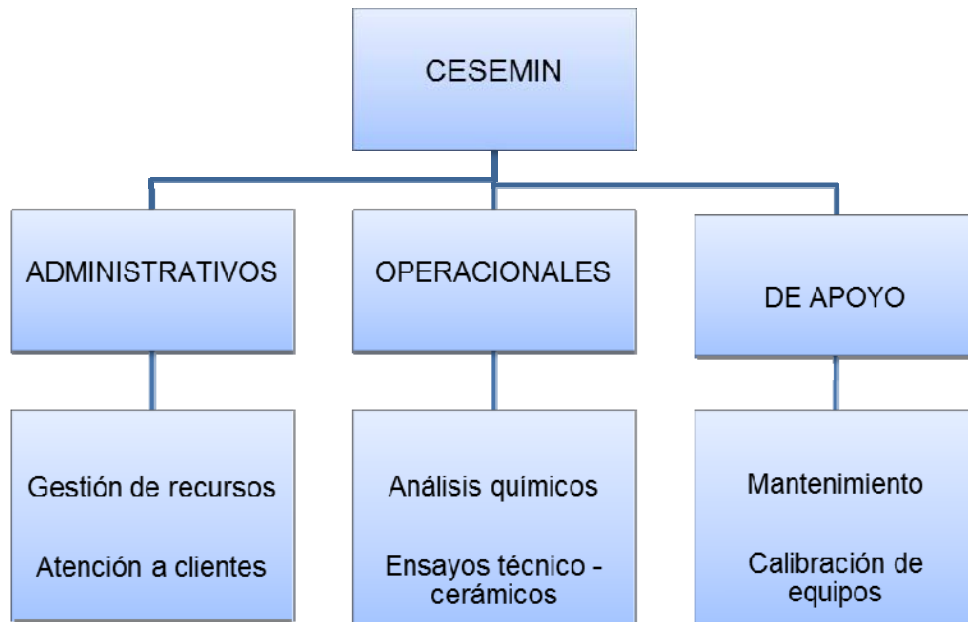 CESEMIN
ADMINISTRATIVOS
OPERACIONALES
DE APOYO
Gestión de recursos
Atención a clientes
Análisis químicos
Ensayos técnico -
cerámicos
Mantenimiento
Calibración de
equipos